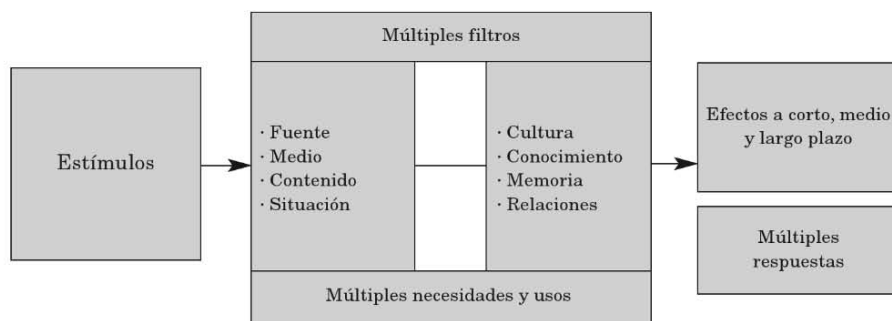 Múltiples filtros
Estímulos
· Fuente
· Medio
· Contenido
· Situación
· Cultura
· Conocimiento
· Memoria
· Relaciones
Efectos a corto, medio
y largo plazo
Múltiples
respuestas
Múltiples necesidades y usos